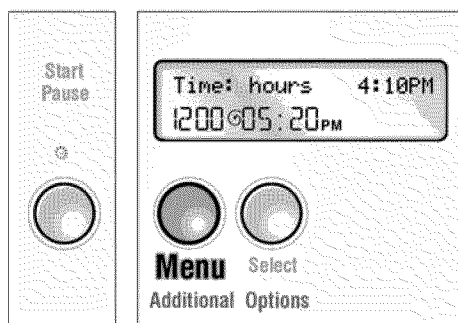 Start
Pause
Time: hours 4:10PM
1200 05:20PM
Menu Select
Additional Options